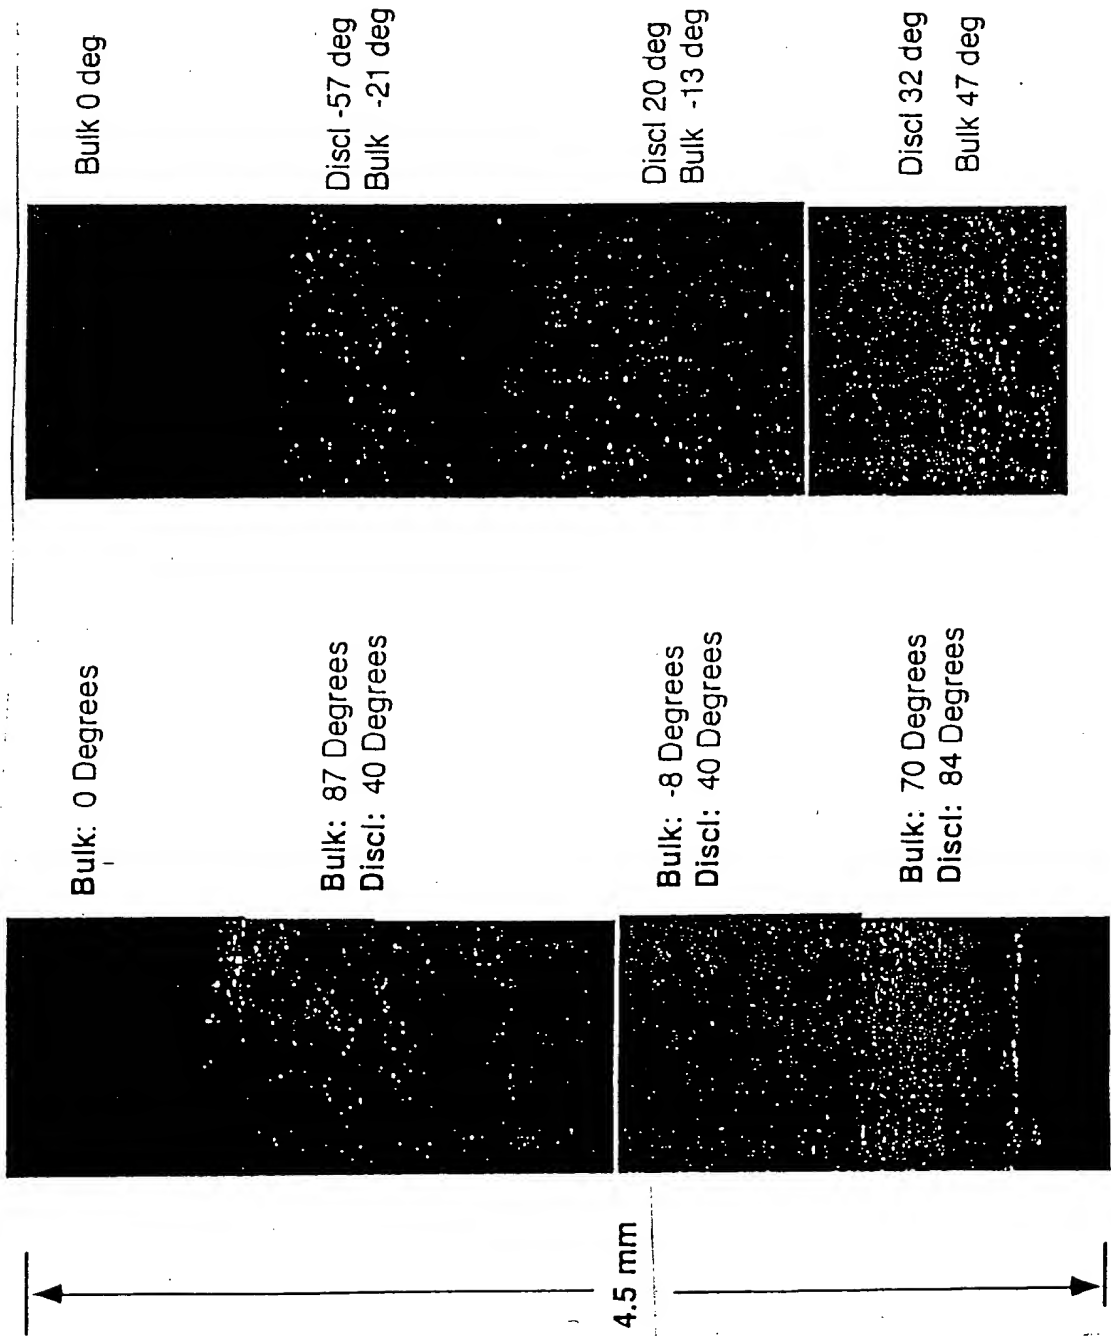 Bulk 0 deg
Discl -57 deg
Bulk -21 deg
Discl 20 deg
Bulk -13 deg
Discl 32 deg
Bulk 47 deg
Bulk: 0 Degrees
Bulk: 87 Degrees
Discl: 40 Degrees
Bulk: -8 Degrees
Discl: 40 Degrees
Bulk: 70 Degrees
Discl: 84 Degrees
4.5 mm